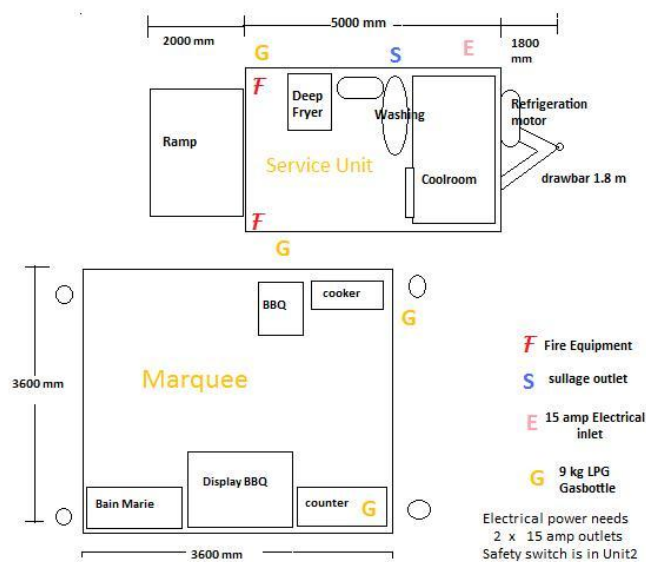 5000 mm
2000 mm
1800
mm
G
S
E
F
Deep
Fryer
Washing
Refrigeration
motor
Ramp
Service Unit
Coolroom
drawbar 1.8 m
F
G
BBQ
cooker
G
F Fire Equipment
S sullage outlet
3600 mm
Marquee
E 15 amp Electrical
inlet
G 9 kg LPG
Gasbottle
Bain Marie
Display BBQ
counter G
Electrical power needs
2 x 15 amp outlets
Safety switch is in Unit2
3600 mm